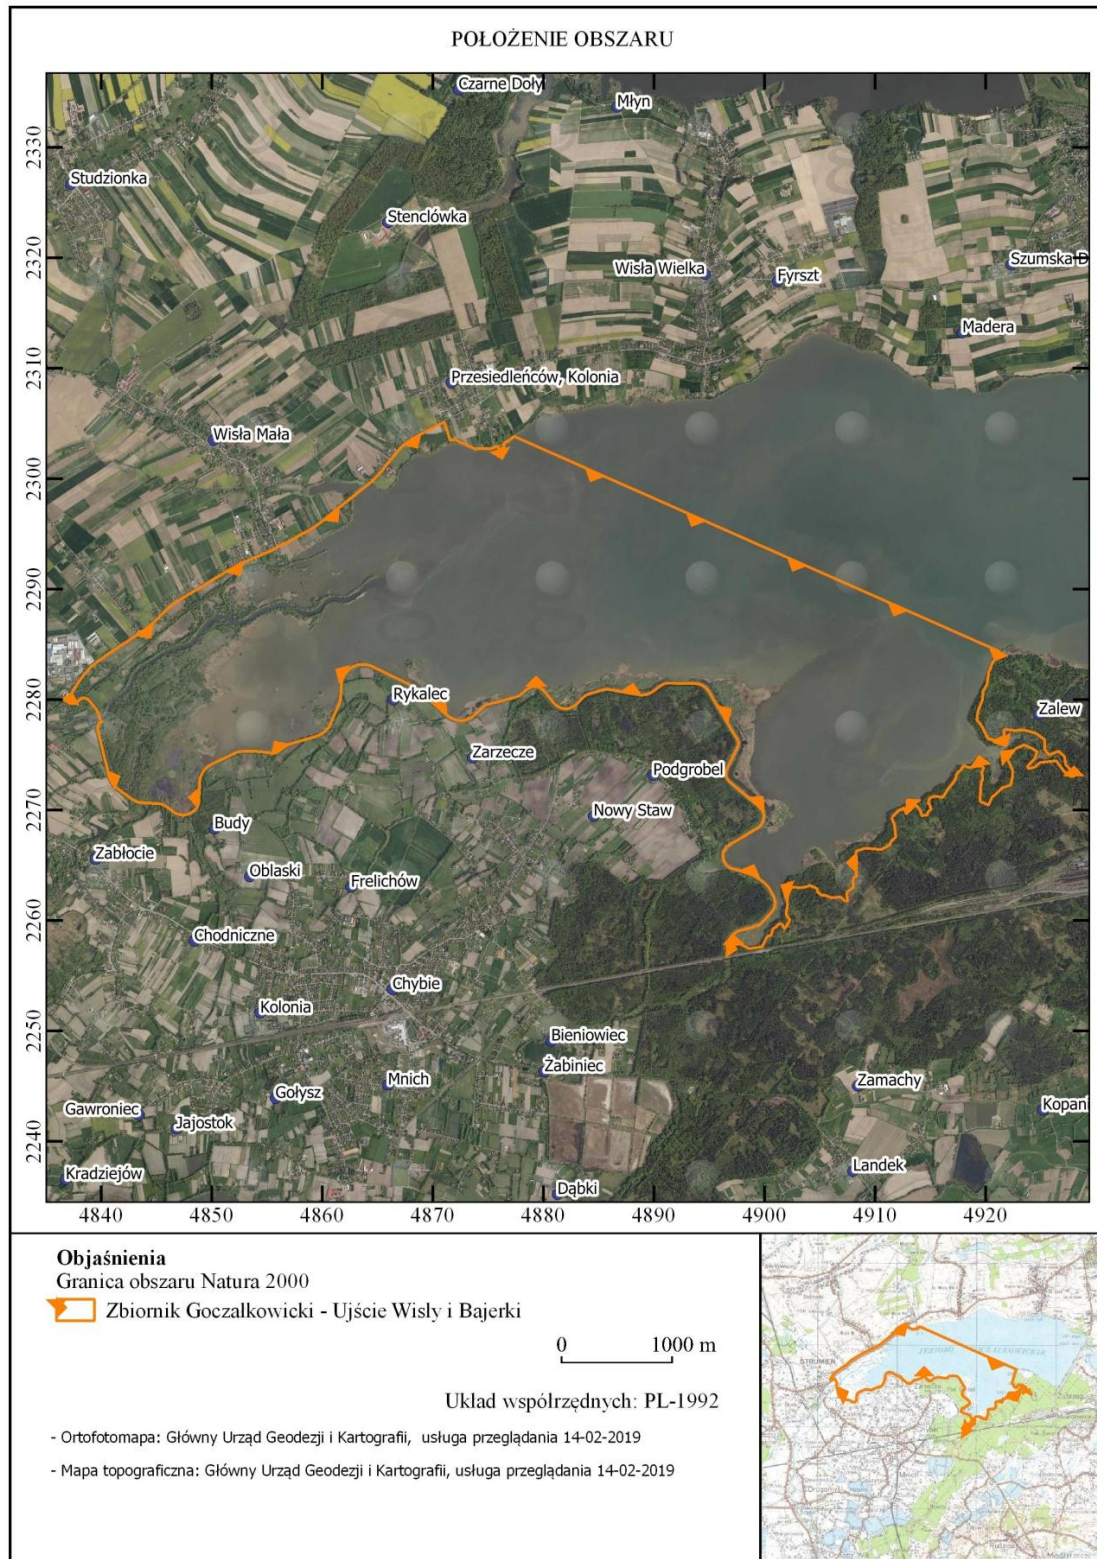 POŁOŻENIE OBSZARU
Czarne Doły
Młyn
2330
Studzionka
Stenclówka
2320
Wisła Wielka
Fyrszt
Szumska D
Madera
2310
Przesiedleńców, Kolonia
Wisła Mała
2300
2290
2280
Rykalec
Zalew
Zarzecze
Podgrobel
2270
Nowy Staw
Budy
Zabłocie
Oblaski
Frelichów
2260
Chodniczne
Chybie
Kolonia
2250
Bieniowiec
Żabiniec
Mnich
Zamachy
Gołysz
Gawroniec
Kopani
Jajostok
2240
Landek
Kradziejów
Dąbki
4840 4850 4860 4870 4880 4890 4900 4910 4920
Objaśnienia
Granica obszaru Natura 2000
Zbiornik Goczałkowicki - Ujście Wisły i Bajerki
0 1000 m
Układ współrzędnych: PL-1992
- Ortofotomapa: Główny Urząd Geodezji i Kartografii, usługa przeglądania 14-02-2019
- Mapa topograficzna: Główny Urząd Geodezji i Kartografii, usługa przeglądania 14-02-2019
STRUMIEŃ
JEZIORO